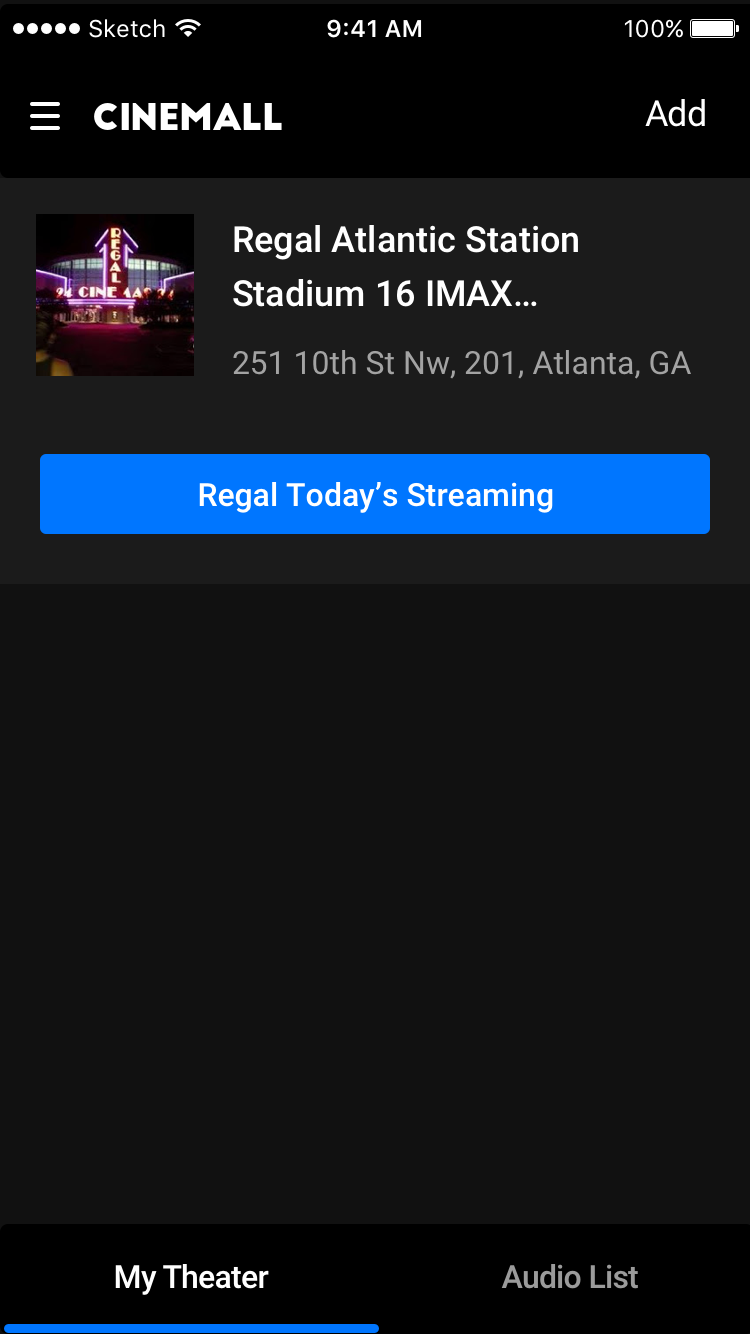 Sketch 9:41 AM 100%
CINEMALL Add
REGAL
CINE
Regal Atlantic Station
Stadium 16 IMAX...
251 10th St Nw, 201, Atlanta, GA
Regal Today’s Streaming
My Theater Audio List